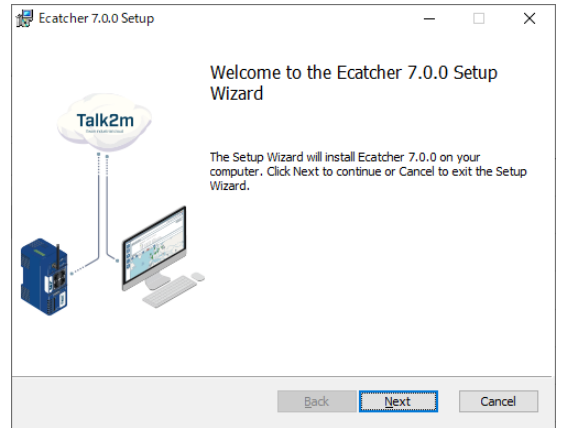 Ecatcher 7.0.0 Setup
Welcome to the Ecatcher 7.0.0 Setup
Wizard
Talk2m
The Setup Wizard will install Ecatcher 7.0.0 on your
computer. Click Next to continue or Cancel to exit the Setup
Wizard.
Back
Next
Cancel